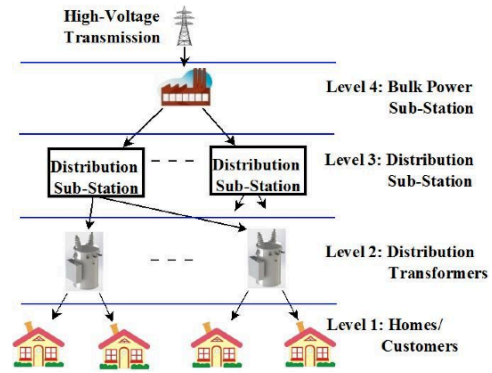 High-Voltage
Transmission
Level 4: Bulk Power
Sub-Station
Distribution
Sub-Station
Distribution
Sub-Station
Level 3: Distribution
Sub-Station
Level 2: Distribution
Transformers
Level 1: Homes/
Customers